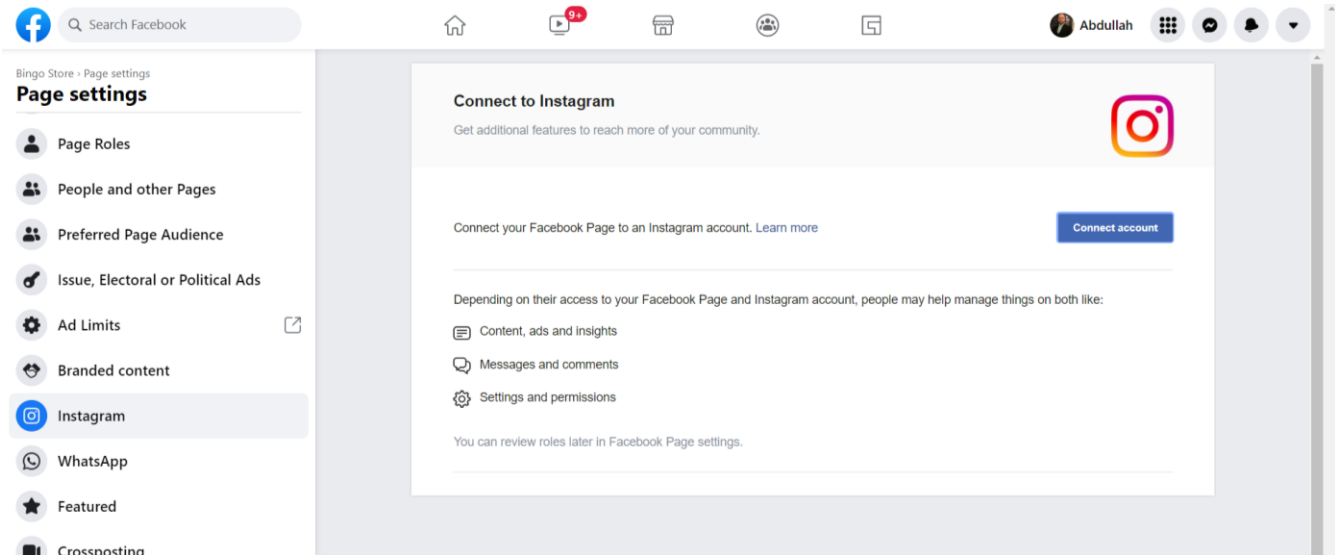 Search Facebook
9+
Abdullah
Bingo Store › Page settings
Page settings
Page Roles
People and other Pages
Preferred Page Audience
Issue, Electoral or Political Ads
Ad Limits
Branded content
Instagram
WhatsApp
Featured
Crossposting
Connect to Instagram
Get additional features to reach more of your community.
Connect your Facebook Page to an Instagram account. Learn more
Connect account
Depending on their access to your Facebook Page and Instagram account, people may help manage things on both like:
Content, ads and insights
Messages and comments
Settings and permissions
You can review roles later in Facebook Page settings.